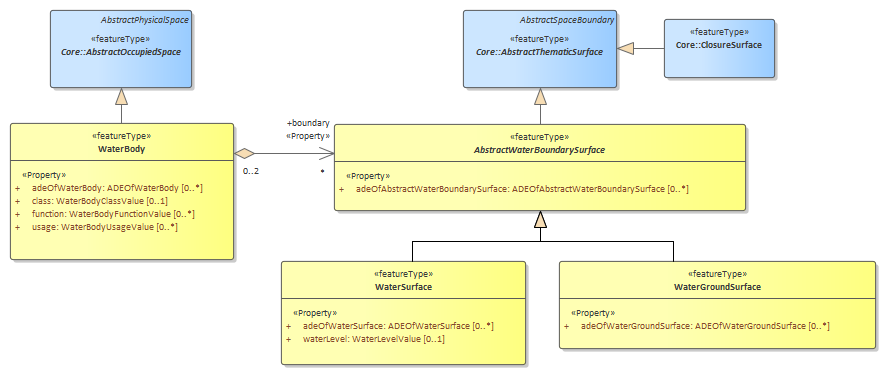 AbstractPhysicalSpace
«featureType»
Core::AbstractOccupiedSpace
AbstractSpaceBoundary
«featureType»
Core::AbstractThematicSurface
«featureType»
Core::ClosureSurface
«featureType»
WaterBody
«Property»
+ adeOfWaterBody: ADEOfWaterBody [0..*]
+ class: WaterBodyClassValue [0..1]
+ function: WaterBodyFunctionValue [0..*]
+ usage: WaterBodyUsageValue [0..*]
+boundary
«Property»
0..2
*
«featureType»
AbstractWaterBoundarySurface
«Property»
+ adeOfAbstractWaterBoundarySurface: ADEOfAbstractWaterBoundarySurface [0..*]
«featureType»
WaterSurface
«Property»
+ adeOfWaterSurface: ADEOfWaterSurface [0..*]
+ waterLevel: WaterLevelValue [0..1]
«featureType»
WaterGroundSurface
«Property»
+ adeOfWaterGroundSurface: ADEOfWaterGroundSurface [0..*]